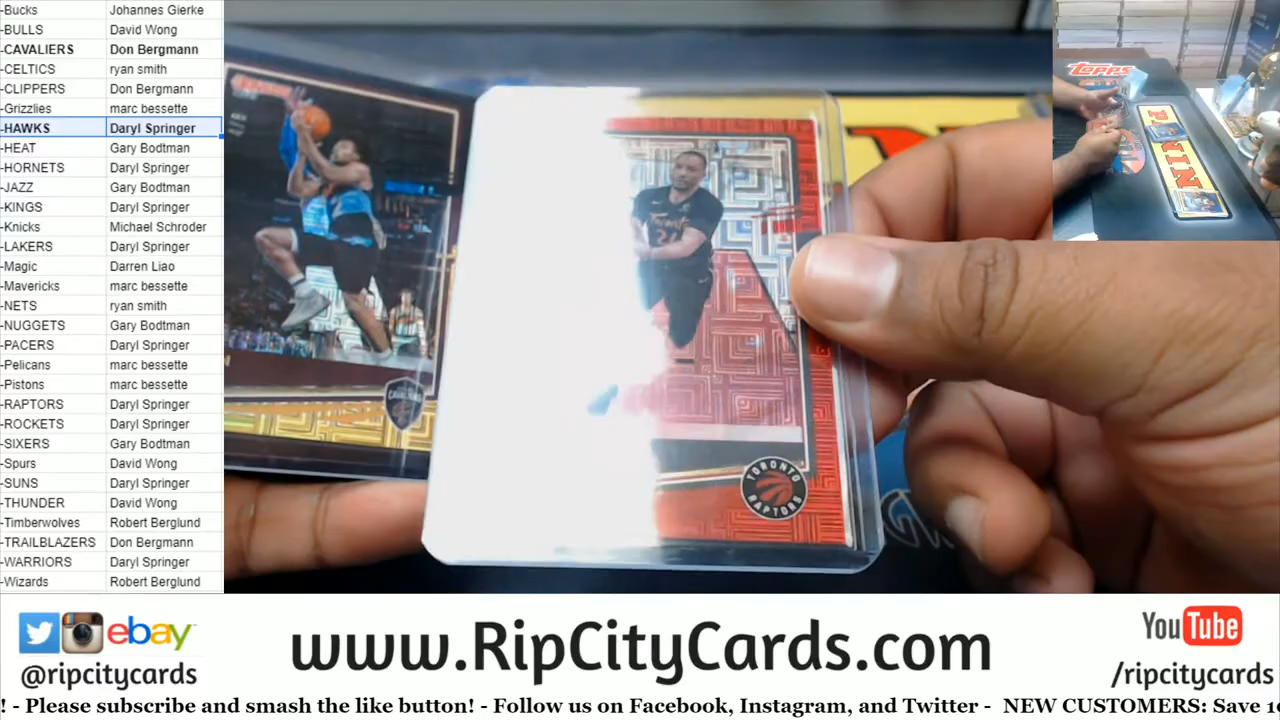 -Bucks Johannes Gierke
-BULLS David Wong
-CAVALIERS Don Bergmann
-CELTICS ryan smith
-CLIPPERS Don Bergmann
-Grizzlies marc bessette
-HAWKS Daryl Springer
-HEAT Gary Bodtman
-HORNETS Daryl Springer
-JAZZ Gary Bodtman
-KINGS Daryl Springer
-Knicks Michael Schroder
-LAKERS Daryl Springer
-Magic Darren Liao
-Mavericks marc bessette
-NETS ryan smith
-NUGGETS Gary Bodtman
-PACERS Daryl Springer
-Pelicans marc bessette
-Pistons marc bessette
-RAPTORS Daryl Springer
-ROCKETS Daryl Springer
-SIXERS Gary Bodtman
-Spurs David Wong
-SUNS Daryl Springer
-THUNDER David Wong
-Timberwolves Robert Berglund
-TRAILBLAZERS Don Bergmann
-WARRIORS Daryl Springer
-Wizards Robert Berglund
Topps
PANINI
CAVALIERS
TORONTO
RAPTORS
ebay
@ripcitycards
www.RipCityCards.com
YouTube
/ripcitycards
! - Please subscribe and smash the like button! - Follow us on Facebook, Instagram, and Twitter - NEW CUSTOMERS: Save